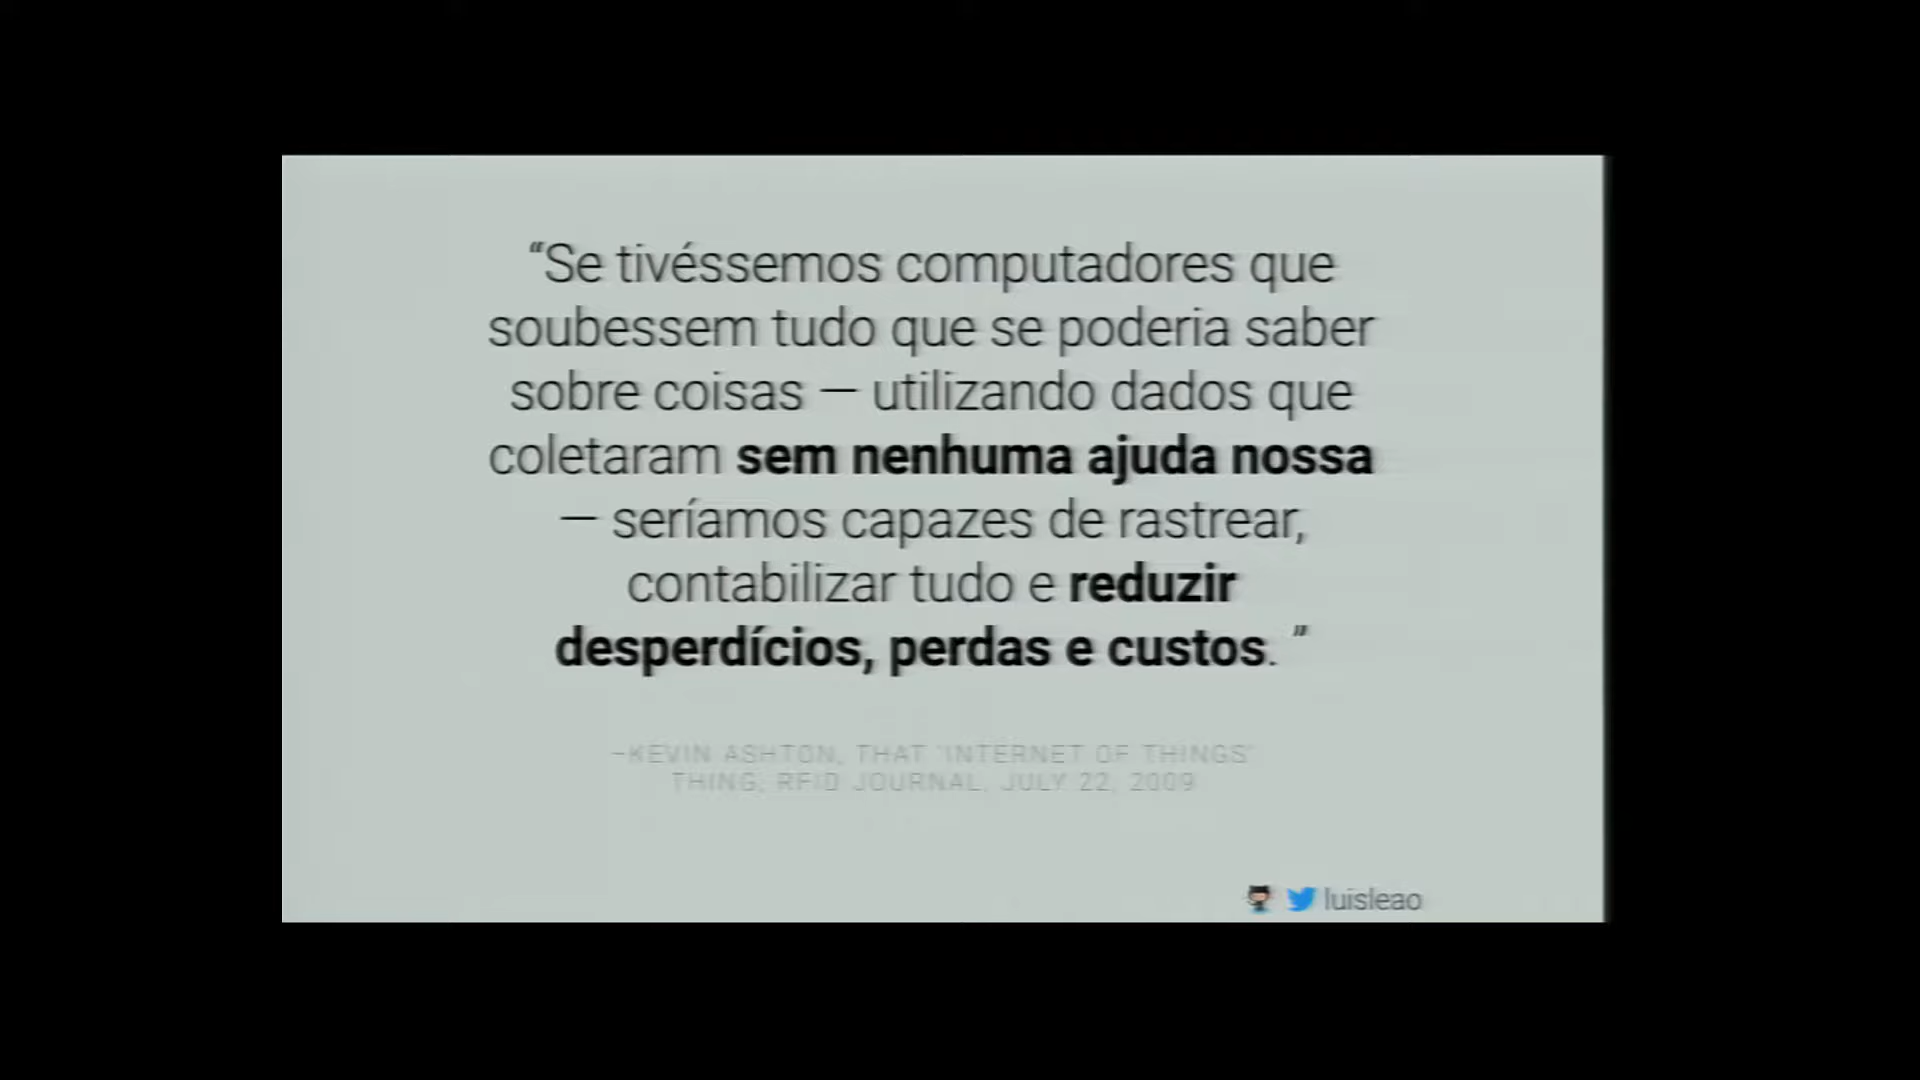 “Se tivéssemos computadores que
soubessem tudo que se poderia saber
sobre coisas — utilizando dados que
coletaram sem nenhuma ajuda nossa
— seríamos capazes de rastrear,
contabilizar tudo e reduzir
desperdícios, perdas e custos. ”
–KEVIN ASHTON, THAT ‘INTERNET OF THINGS’
THING, RFID JOURNAL, JULY 22, 2009
luisleao